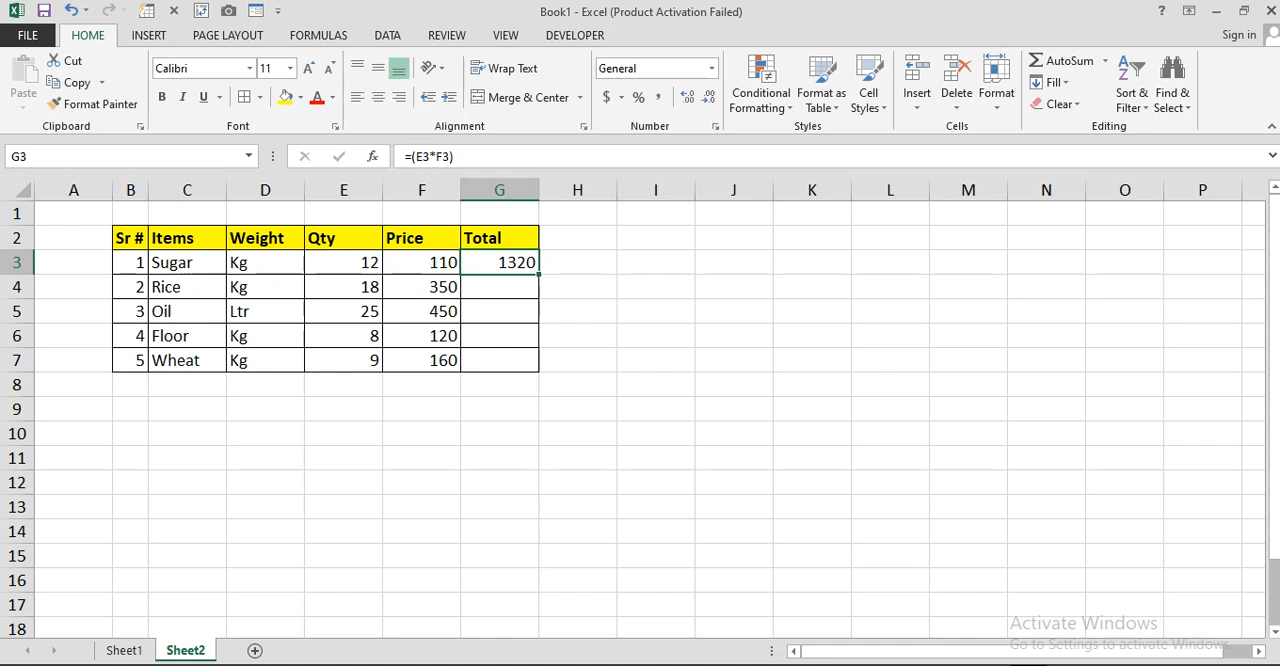 Book1 - Excel (Product Activation Failed)
?
FILE HOME INSERT PAGE LAYOUT FORMULAS DATA REVIEW VIEW DEVELOPER Sign in
Paste
Cut
Copy
Format Painter
Clipboard
Calibri 11
B I U
Font
Wrap Text
Merge & Center
Alignment
General
$ % ,
Number
Conditional Formatting
Format as Table
Cell Styles
Styles
Insert Delete Format
Cells
AutoSum
Fill
Clear
Sort & Filter
Find & Select
Editing
G3 fx =(E3*F3)
A B C D E F G H I J K L M N O P
1
2 Sr # Items Weight Qty Price Total
3 1 Sugar Kg 12 110 1320
4 2 Rice Kg 18 350
5 3 Oil Ltr 25 450
6 4 Floor Kg 8 120
7 5 Wheat Kg 9 160
8
9
10
11
12
13
14
15
16
17
18
Activate Windows
Go to Settings to activate Windows.
Sheet1 Sheet2